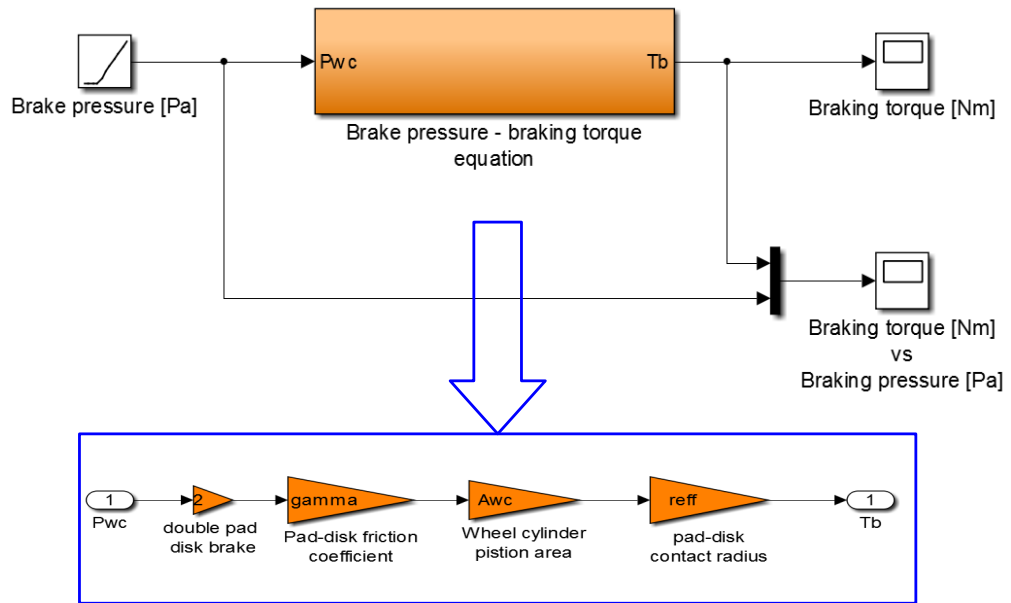 Pwc
Tb
Brake pressure [Pa]
Brake pressure - braking torque
equation
Braking torque [Nm]
Braking torque [Nm]
vs
Braking pressure [Pa]
1
Pwc
2
double pad
disk brake
gamma
Pad-disk friction
coefficient
Awc
Wheel cylinder
pistion area
reff
pad-disk
contact radius
1
Tb